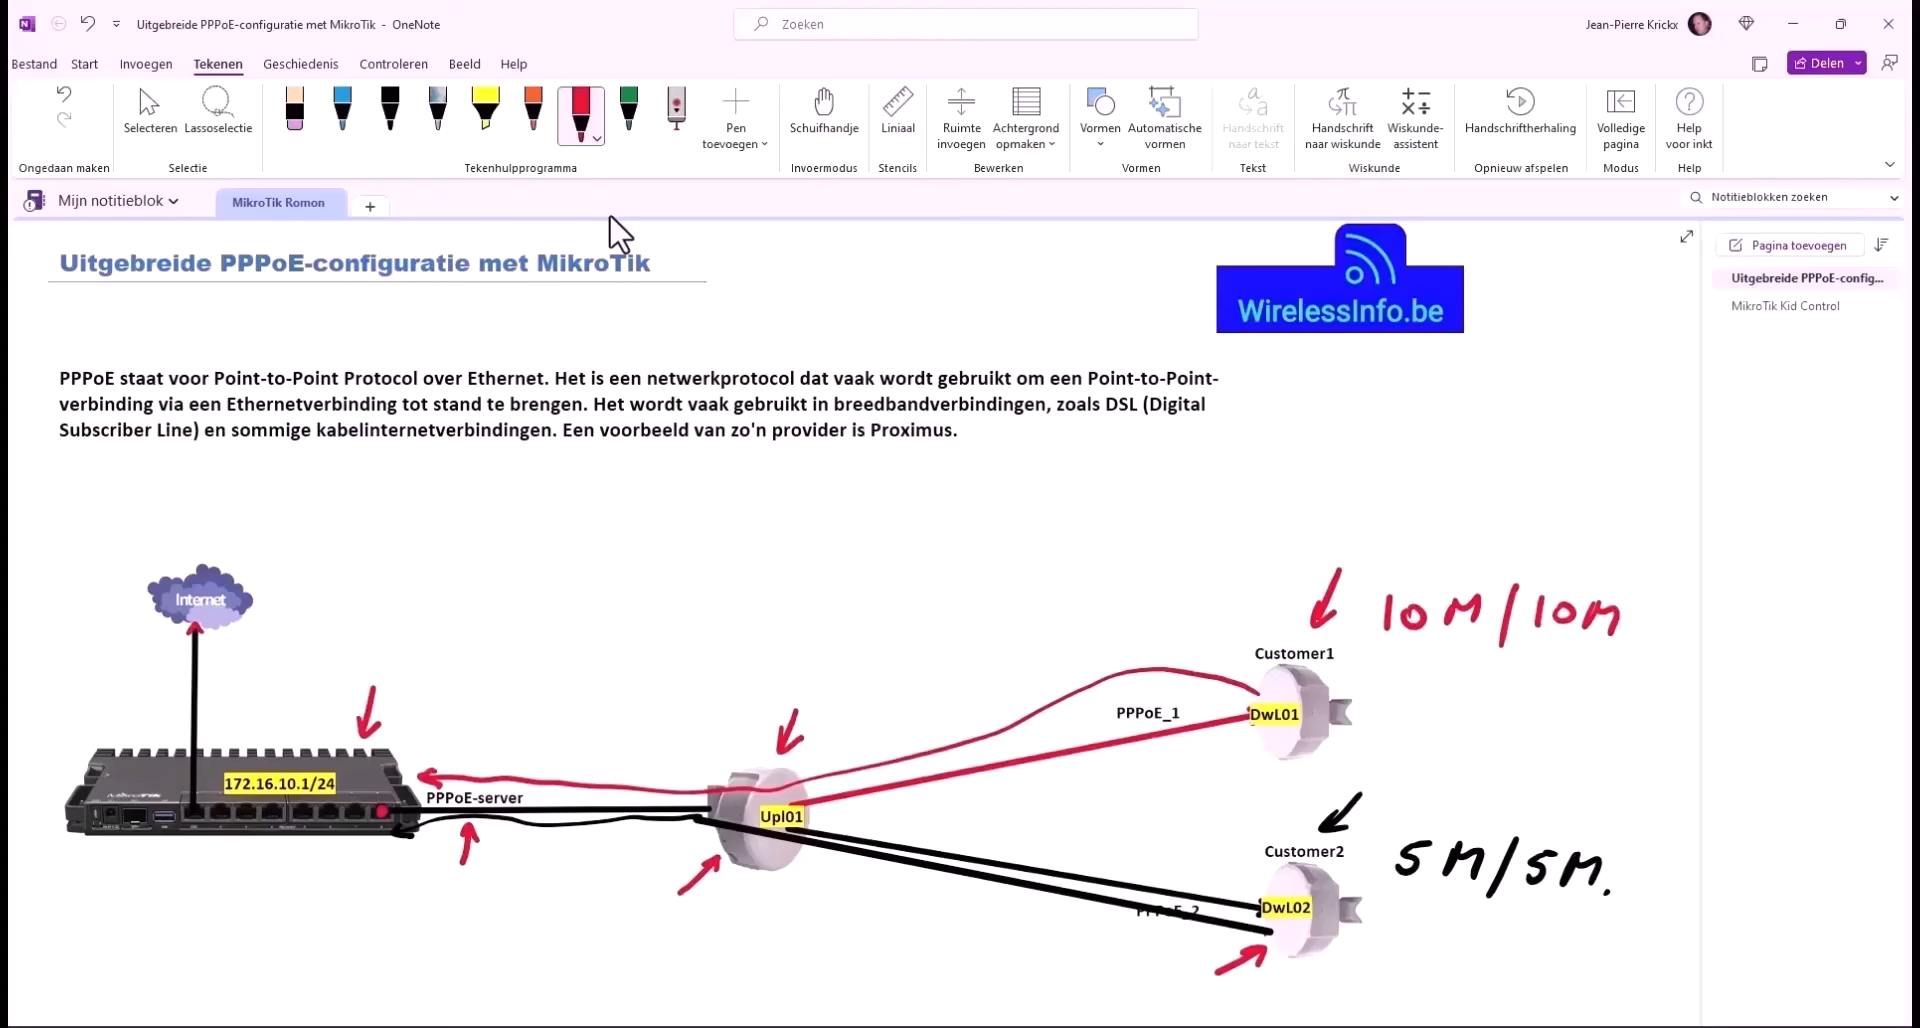 Uitgebreide PPPoE-configuratie met MikroTik - OneNote
Zoeken
Jean-Pierre Krickx
Bestand Start Invoegen Tekenen Geschiedenis Controleren Beeld Help
Delen
Selecteren Lassoselectie
Pen toevoegen
Schuifhandje
Liniaal
Ruimte invoegen
Achtergrond opmaken
Vormen
Automatische vormen
Handschrift naar tekst
Handschrift naar wiskunde
Wiskunde-assistent
Handschriftherhaling
Volledige pagina
Help voor inkt
Ongedaan maken Selectie Tekenhulpprogramma Invoermodus Stencils Bewerken Vormen Tekst Wiskunde Opnieuw afspelen Modus Help
Mijn notitieblok
MikroTik Romon
+
Notitieblokken zoeken
Pagina toevoegen
Uitgebreide PPPoE-config...
MikroTik Kid Control
Uitgebreide PPPoE-configuratie met MikroTik
WirelessInfo.be
PPPoE staat voor Point-to-Point Protocol over Ethernet. Het is een netwerkprotocol dat vaak wordt gebruikt om een Point-to-Point-
verbinding via een Ethernetverbinding tot stand te brengen. Het wordt vaak gebruikt in breedbandverbindingen, zoals DSL (Digital
Subscriber Line) en sommige kabelinternetverbindingen. Een voorbeeld van zo'n provider is Proximus.
Internet
10M/10M
Customer1
PPPoE_1
DwL01
172.16.10.1/24
MikroTik
PPPoE-server
Upl01
Customer2
5M/5M.
DwL02
PPPoE_2